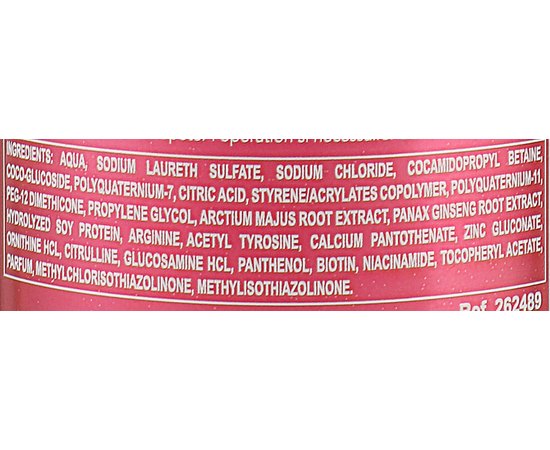 INGREDIENTS: AQUA, SODIUM LAURETH SULFATE, SODIUM CHLORIDE, COCAMIDOPROPYL BETAINE,
COCO-GLUCOSIDE, POLYQUATERNIUM-7, CITRIC ACID, STYRENE/ACRYLATES COPOLYMER, POLYQUATERNIUM-11,
PEG-12 DIMETHICONE, PROPYLENE GLYCOL, ARCTIUM MAJUS ROOT EXTRACT, PANAX GINSENG ROOT EXTRACT,
HYDROLYZED SOY PROTEIN, ARGININE, ACETYL TYROSINE, CALCIUM PANTOTHENATE, ZINC GLUCONATE,
ORNITHINE HCL, CITRULLINE, GLUCOSAMINE HCL, PANTHENOL, BIOTIN, NIACINAMIDE, TOCOPHERYL ACETATE,
PARFUM, METHYLCHLORISOTHIAZOLINONE, METHYLISOTHIAZOLINONE.
Ref. 262489